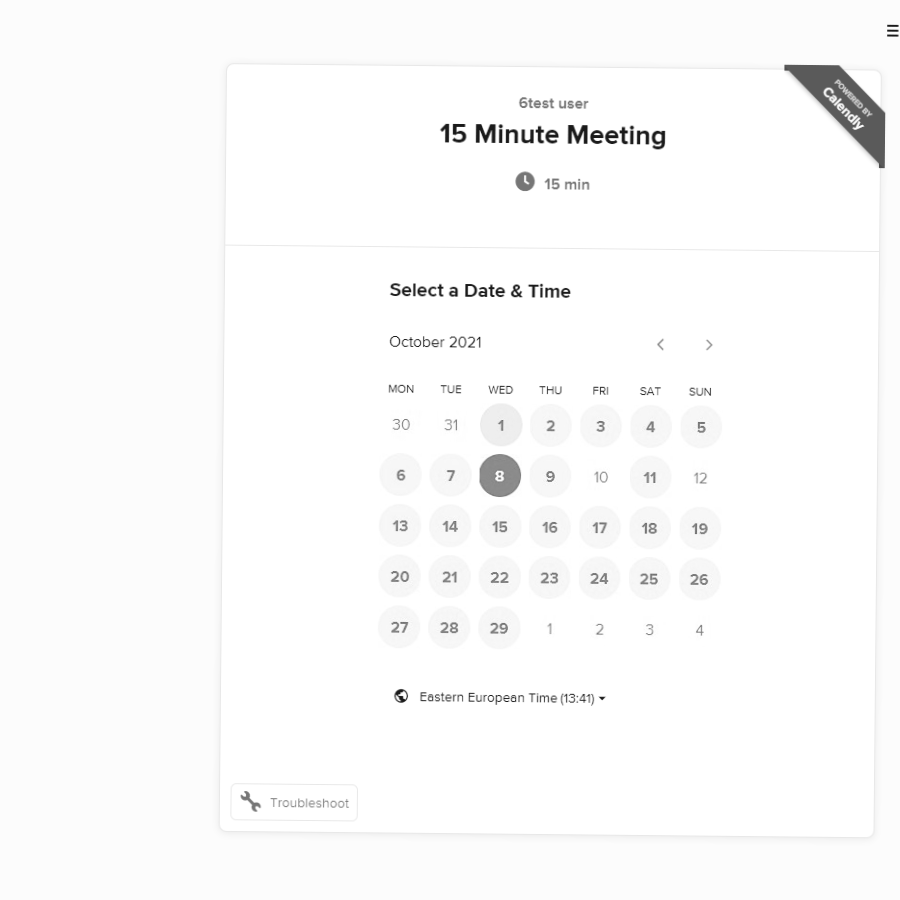 POWERED BY
Calendly
6test user
15 Minute Meeting
15 min
Select a Date & Time
October 2021
MON TUE WED THU FRI SAT SUN
30 31 1 2 3 4 5
6 7 8 9 10 11 12
13 14 15 16 17 18 19
20 21 22 23 24 25 26
27 28 29 1 2 3 4
Eastern European Time (13:41)
Troubleshoot